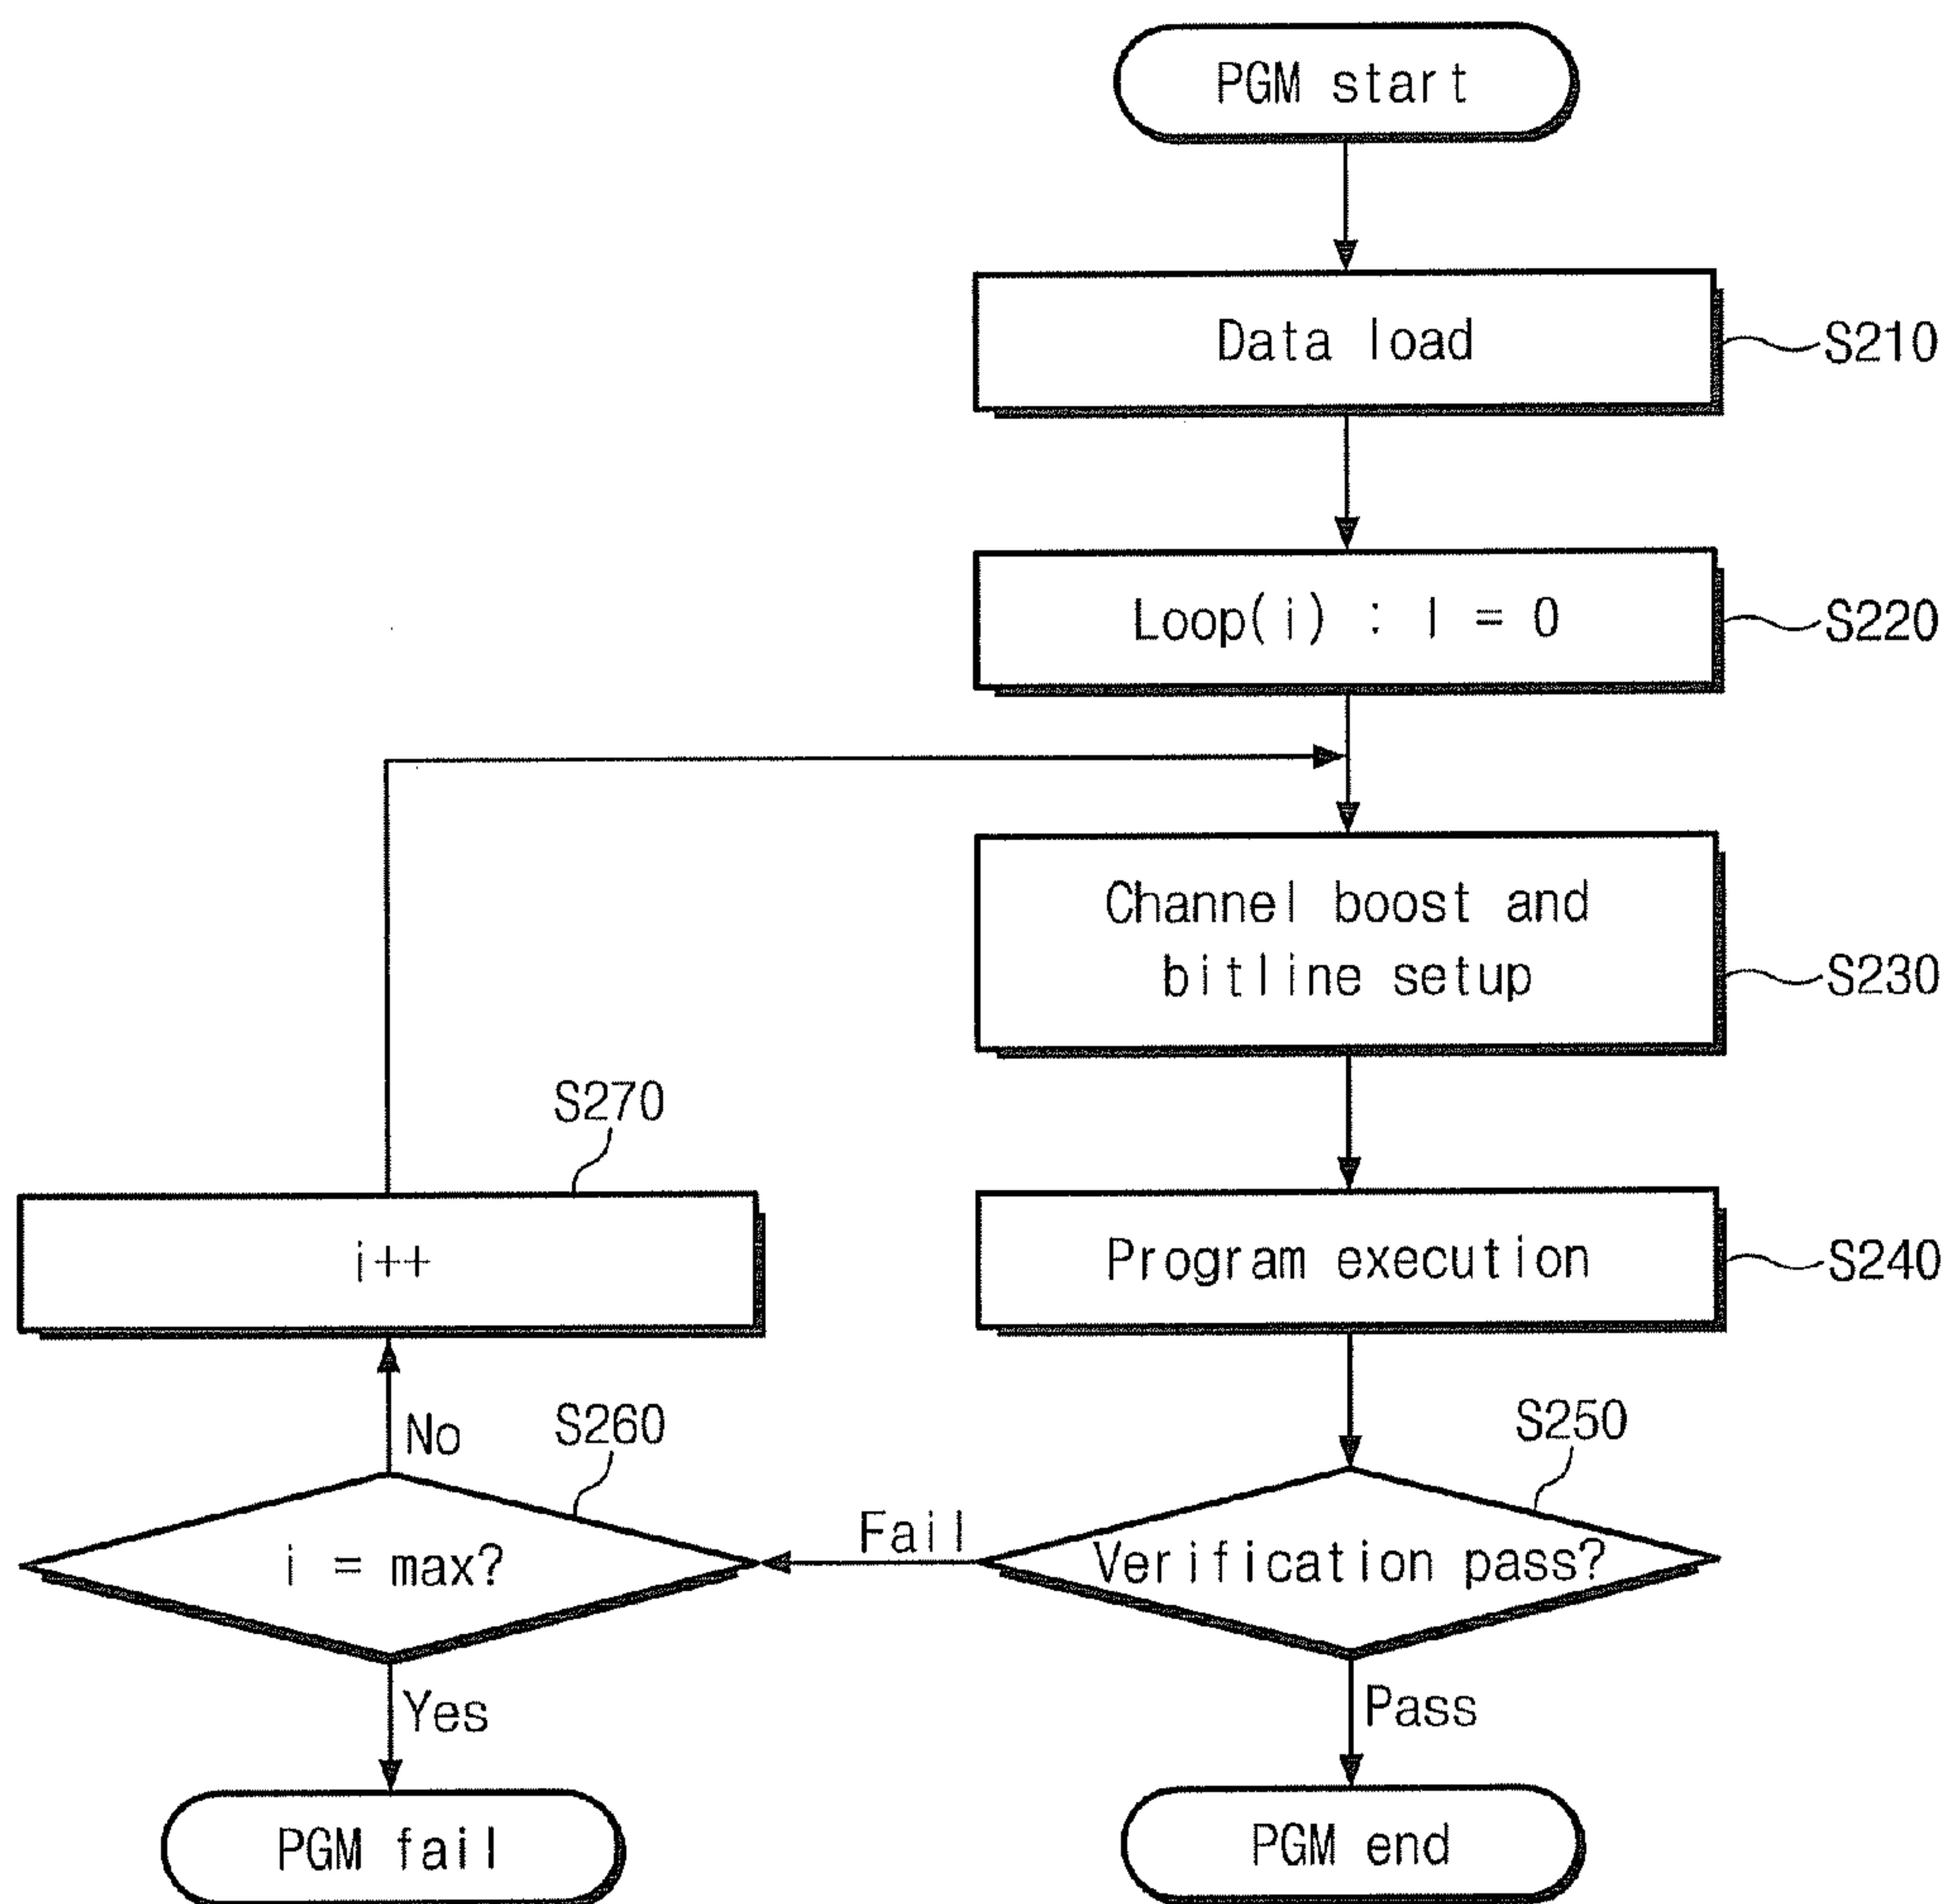 PGM start
Data load
S210
Loop(i) : I = 0
S220
Channel boost and
bitline setup
S230
S270
i++
Program execution
S240
No
S260
S250
i = max?
Fail
Verification pass?
Yes
Pass
PGM fail
PGM end